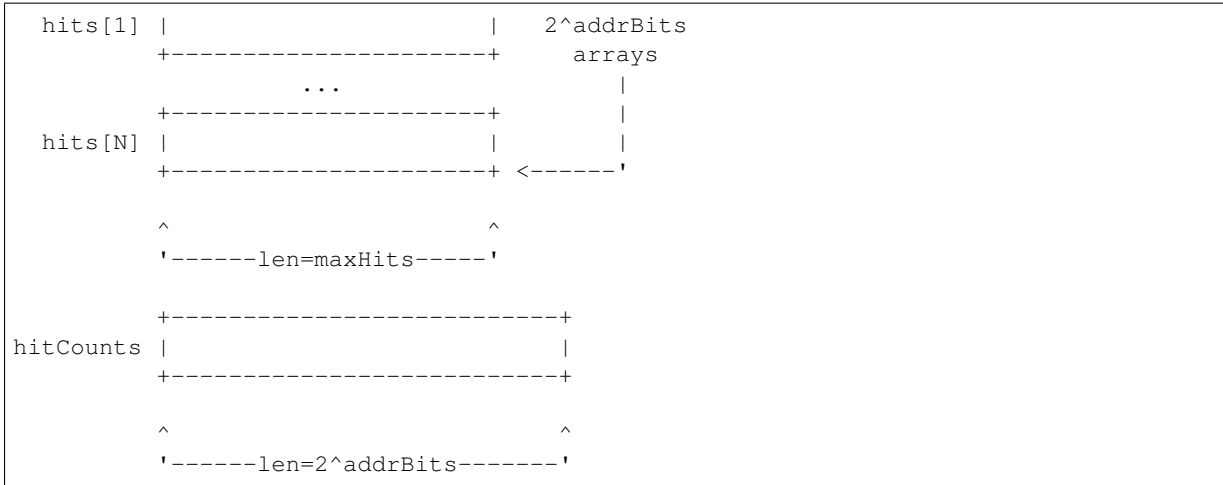 hits[1] |                      |   2^addrBits
          +----------------------+     arrays
                    ...                   |
          +----------------------+        |
  hits[N] |                      |        |
          +----------------------+ <------'

          ^                      ^
          '------len=maxHits-----'

          +---------------------------+
hitCounts |                           |
          +---------------------------+

          ^                           ^
          '------len=2^addrBits-------'